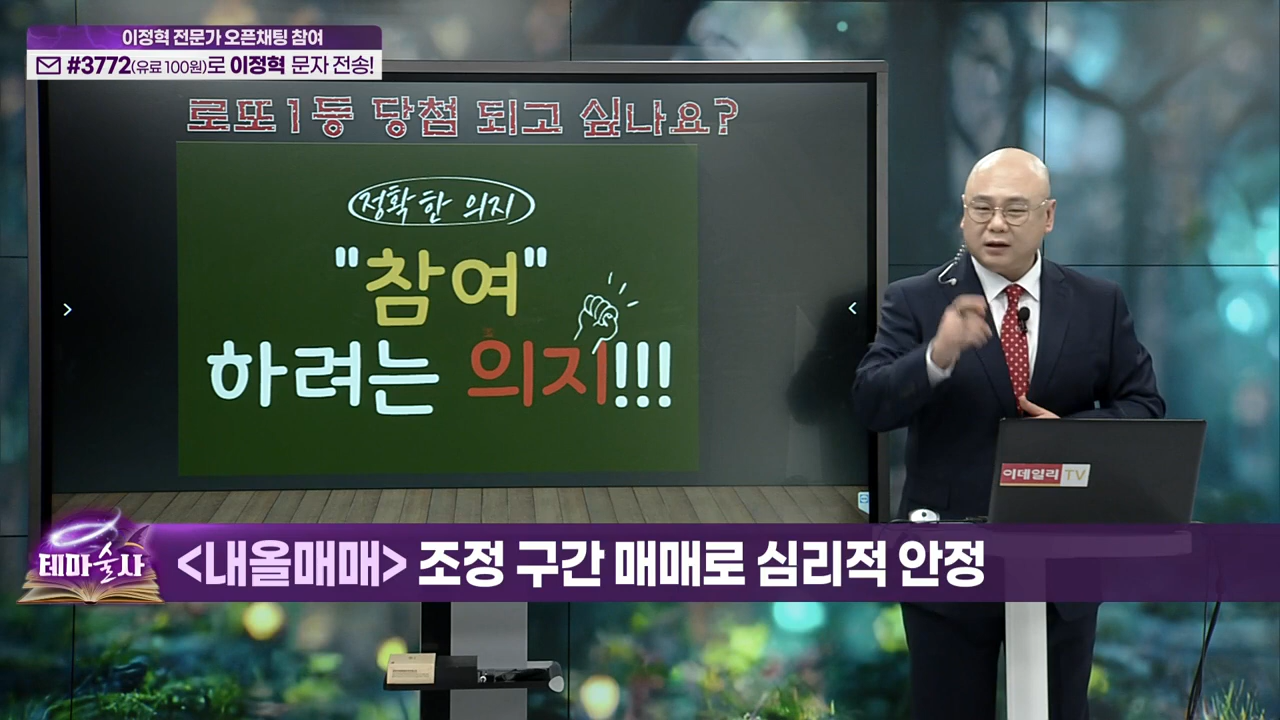 이정혁 전문가 오픈채팅 참여
#3772(유료 100원)로 이정혁 문자 전송!
로또1등 당첨 되고 싶나요?
정확한 의지
"참여"
하려는 의지!!!
이데일리TV
테마술사
<내올매매> 조정 구간 매매로 심리적 안정